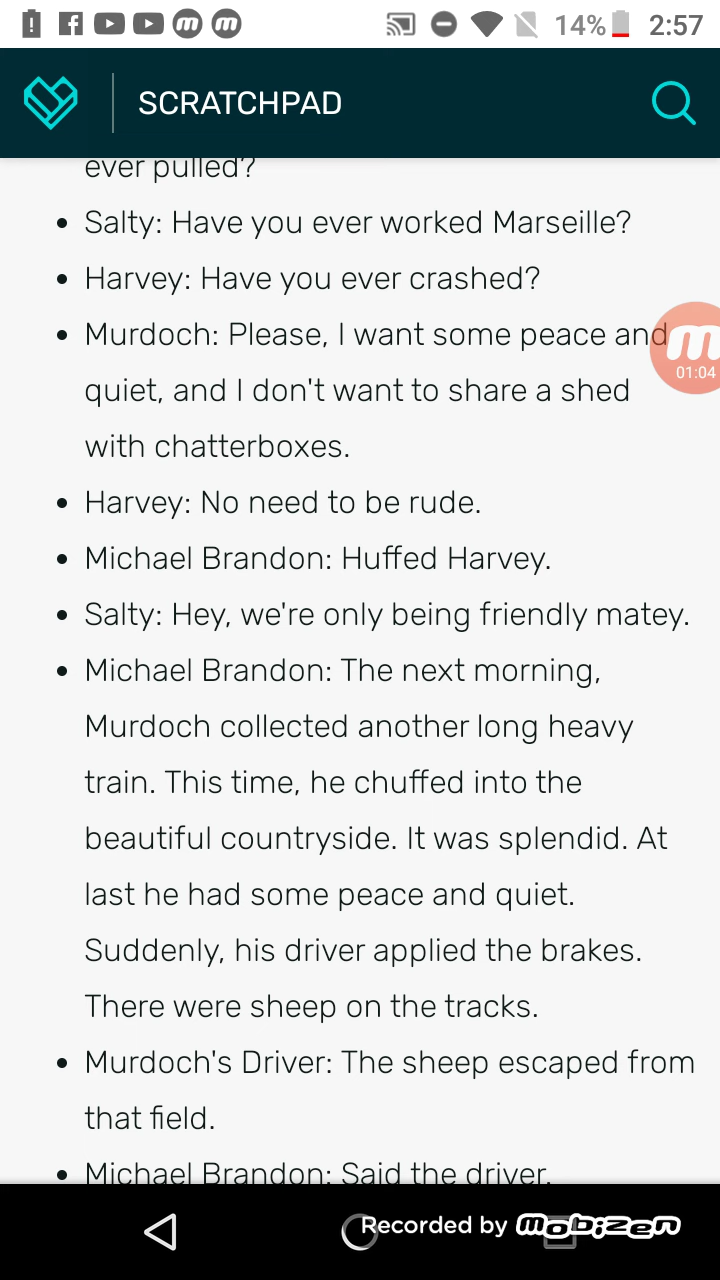 14% 2:57
SCRATCHPAD
ever pulled?
• Salty: Have you ever worked Marseille?
• Harvey: Have you ever crashed?
• Murdoch: Please, I want some peace and
quiet, and I don't want to share a shed
with chatterboxes.
m
01:04
• Harvey: No need to be rude.
• Michael Brandon: Huffed Harvey.
• Salty: Hey, we're only being friendly matey.
• Michael Brandon: The next morning,
Murdoch collected another long heavy
train. This time, he chuffed into the
beautiful countryside. It was splendid. At
last he had some peace and quiet.
Suddenly, his driver applied the brakes.
There were sheep on the tracks.
• Murdoch's Driver: The sheep escaped from
that field.
• Michael Brandon: Said the driver.
Recorded by mobizen